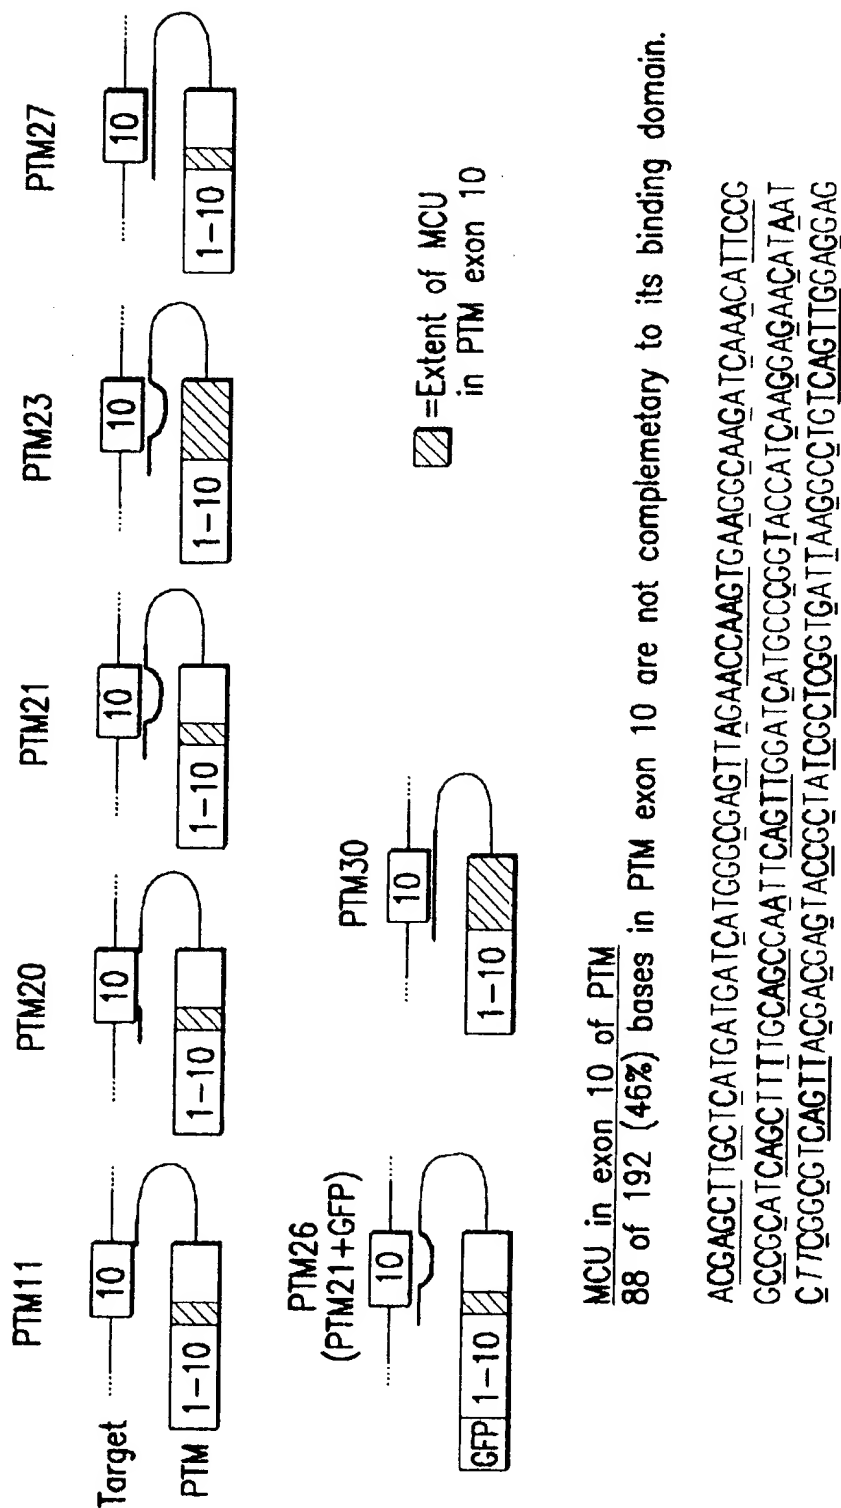 PTM11 PTM20 PTM21 PTM23 PTM27
Target 10 10 10 10 10
PTM 1-10 1-10 1-10 1-10 1-10
PTM26
(PTM21+GFP)
PTM30
10 10
GFP 1-10 1-10
=Extent of MCU
in PTM exon 10
MCU in exon 10 of PTM
88 of 192 (46%) bases in PTM exon 10 are not complemetary to its binding domain.
ACGAGCTTGCTCATGATGATCATGGGCGAGTTAGAACCAAGTGAAGGCAAGATCAAACATTCCG
GCCGCATCAGCTTTTGCAGCCAATTCAGTTGGATCATGCCCGGTACCATCAAGGAGAACATAAT
CTTCGGCGTCAGTTACGACGAGTACCGCTATCGCTCGGTGATTAAGGCCTGTCAGTTGGAGGAG